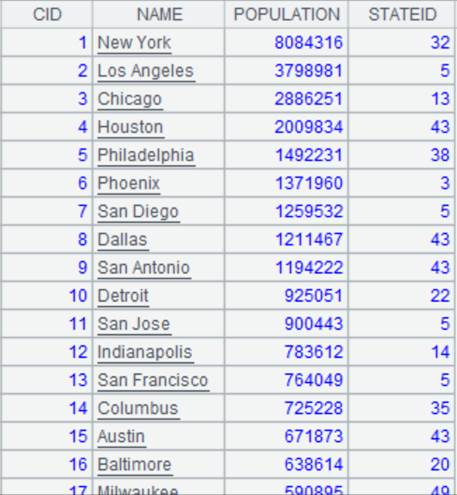 CID NAME POPULATION STATEID
1 New York 8084316 32
2 Los Angeles 3798981 5
3 Chicago 2886251 13
4 Houston 2009834 43
5 Philadelphia 1492231 38
6 Phoenix 1371960 3
7 San Diego 1259532 5
8 Dallas 1211467 43
9 San Antonio 1194222 43
10 Detroit 925051 22
11 San Jose 900443 5
12 Indianapolis 783612 14
13 San Francisco 764049 5
14 Columbus 725228 35
15 Austin 671873 43
16 Baltimore 638614 20
17 Milwaukee 590895 49